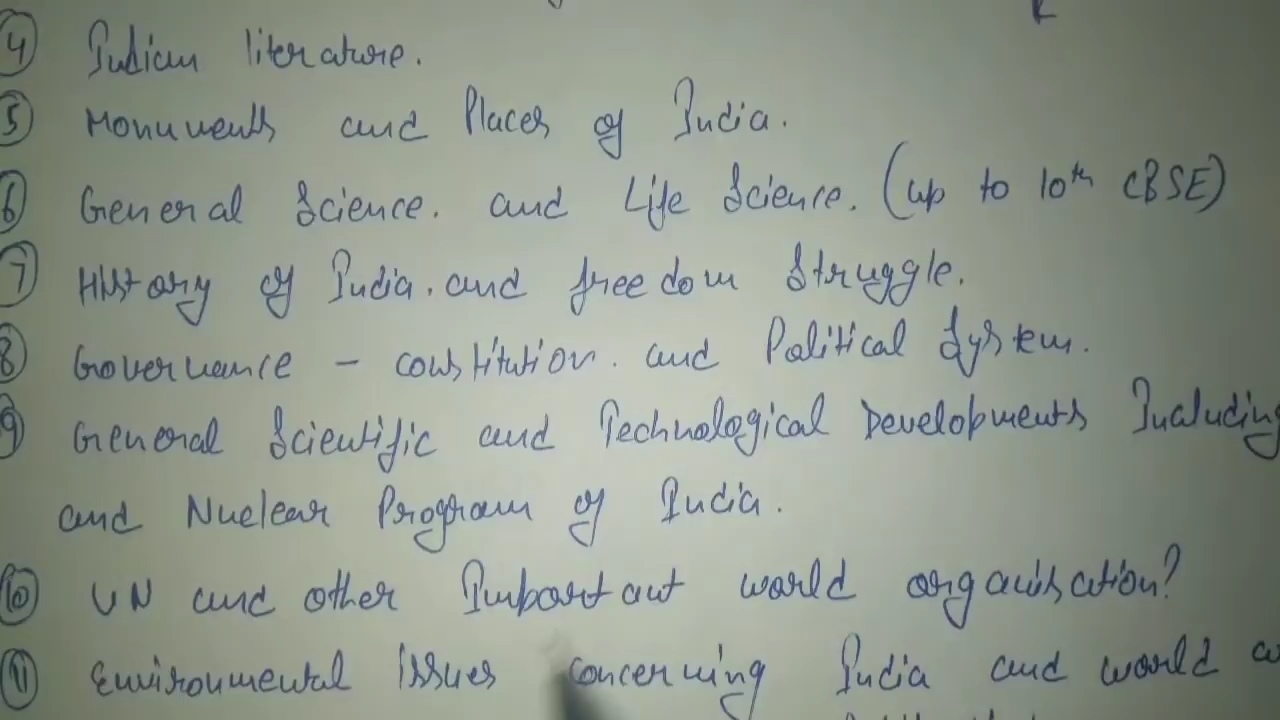 4 Indian literature.
5 Monuments and Places of India.
6 General Science. and Life Science. (up to 10th CBSE)
7 History of India. and freedom Struggle.
8 Governance - constitution. and Political System.
9 General Scientific and Technological Developments Including
and Nuclear Program of India.
10 UN and other Important world organisation?
11 Environmental Issues concerning India and world